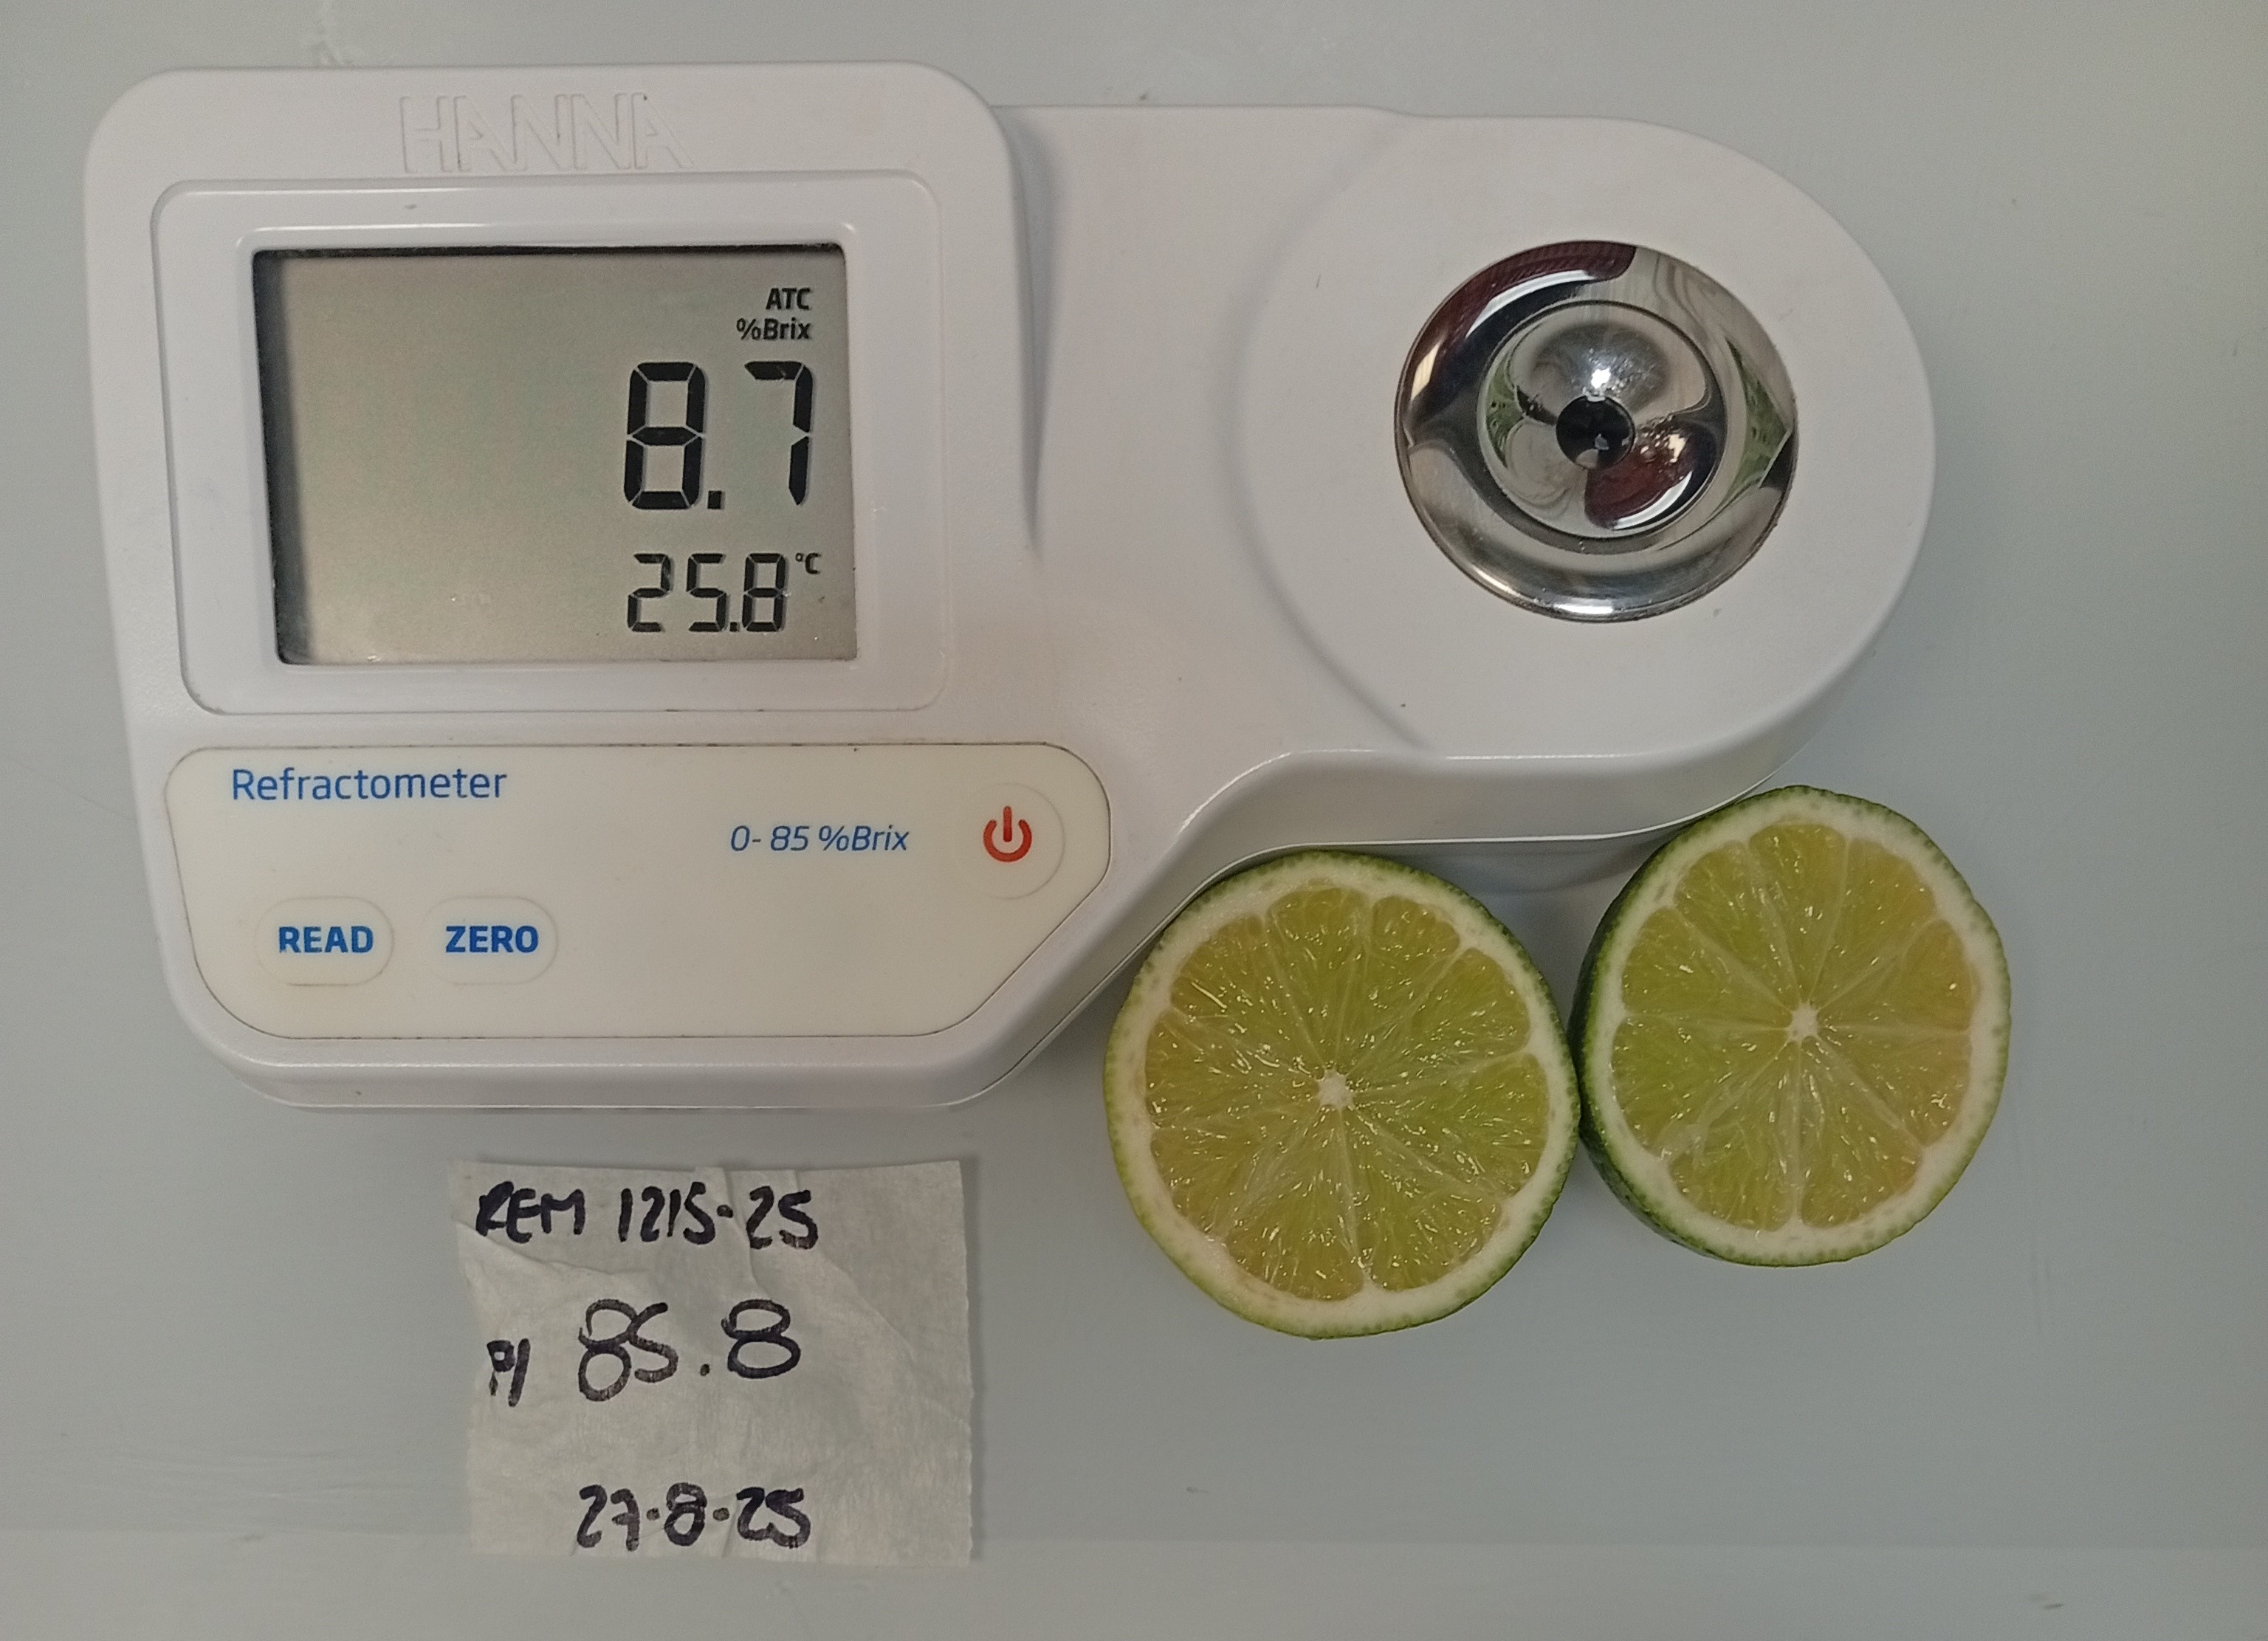 HANNA
ATC
%Brix
8.7
25.8 °C
Refractometer
0-85 %Brix
READ ZERO
REM 1215-25
P/ 85.8
27-8-25